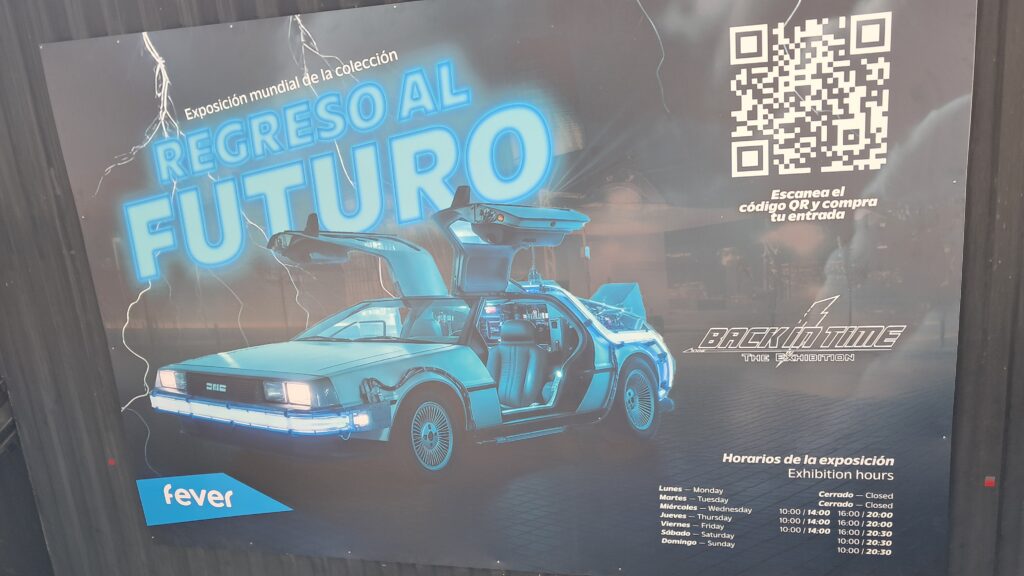 Exposición mundial de la colección
REGRESO AL
FUTURO
Escanea el
código QR y compra
tu entrada
BACK IN TIME
THE EXHIBITION
DMC
fever
Horarios de la exposición
Exhibition hours
Lunes — Monday Cerrado — Closed
Martes — Tuesday Cerrado — Closed
Miércoles — Wednesday 10:00 / 14:00 16:00 / 20:00
Jueves — Thursday 10:00 / 14:00 16:00 / 20:00
Viernes — Friday 10:00 / 14:00 16:00 / 20:30
Sábado — Saturday 10:00 / 20:30
Domingo — Sunday 10:00 / 20:30